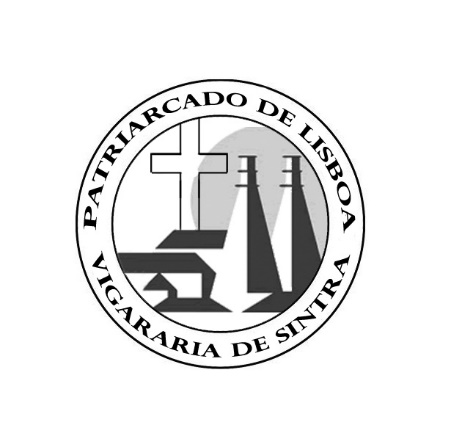 PATRIARCADO DE LISBOA
VIGARARIA DE SINTRA